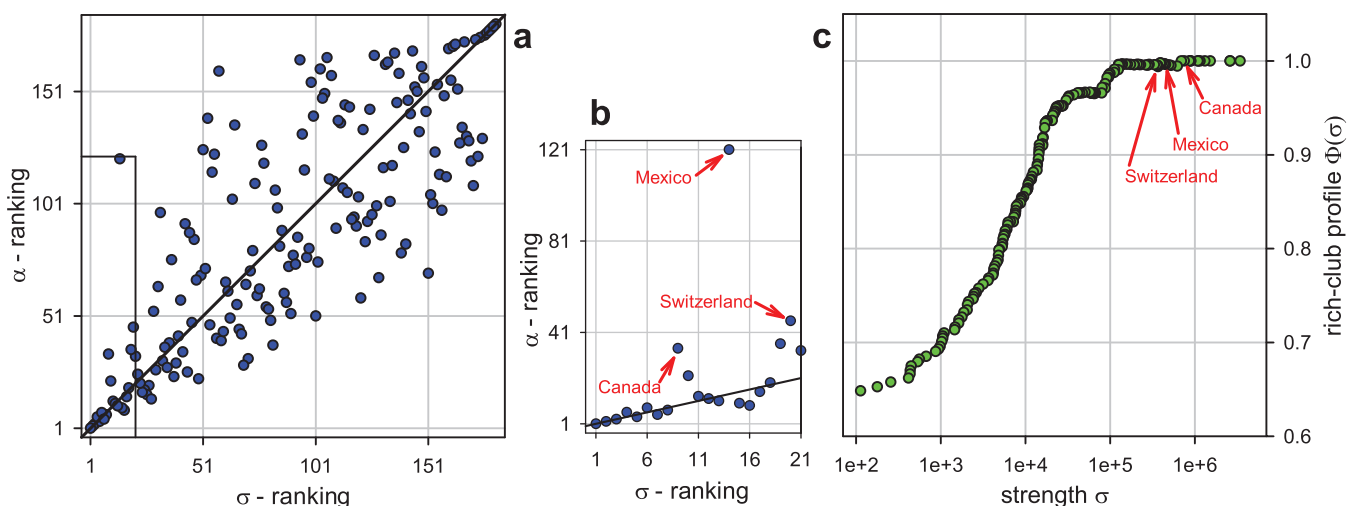 a
151
101
51
1
1
51
101
151
α - ranking
σ - ranking
b
121
81
41
1
1
6
11
16
21
α - ranking
σ - ranking
Mexico
Switzerland
Canada
c
1.0
0.9
0.8
0.7
0.6
1e+2
1e+3
1e+4
1e+5
1e+6
strength σ
rich-club profile Φ(σ)
Canada
Mexico
Switzerland